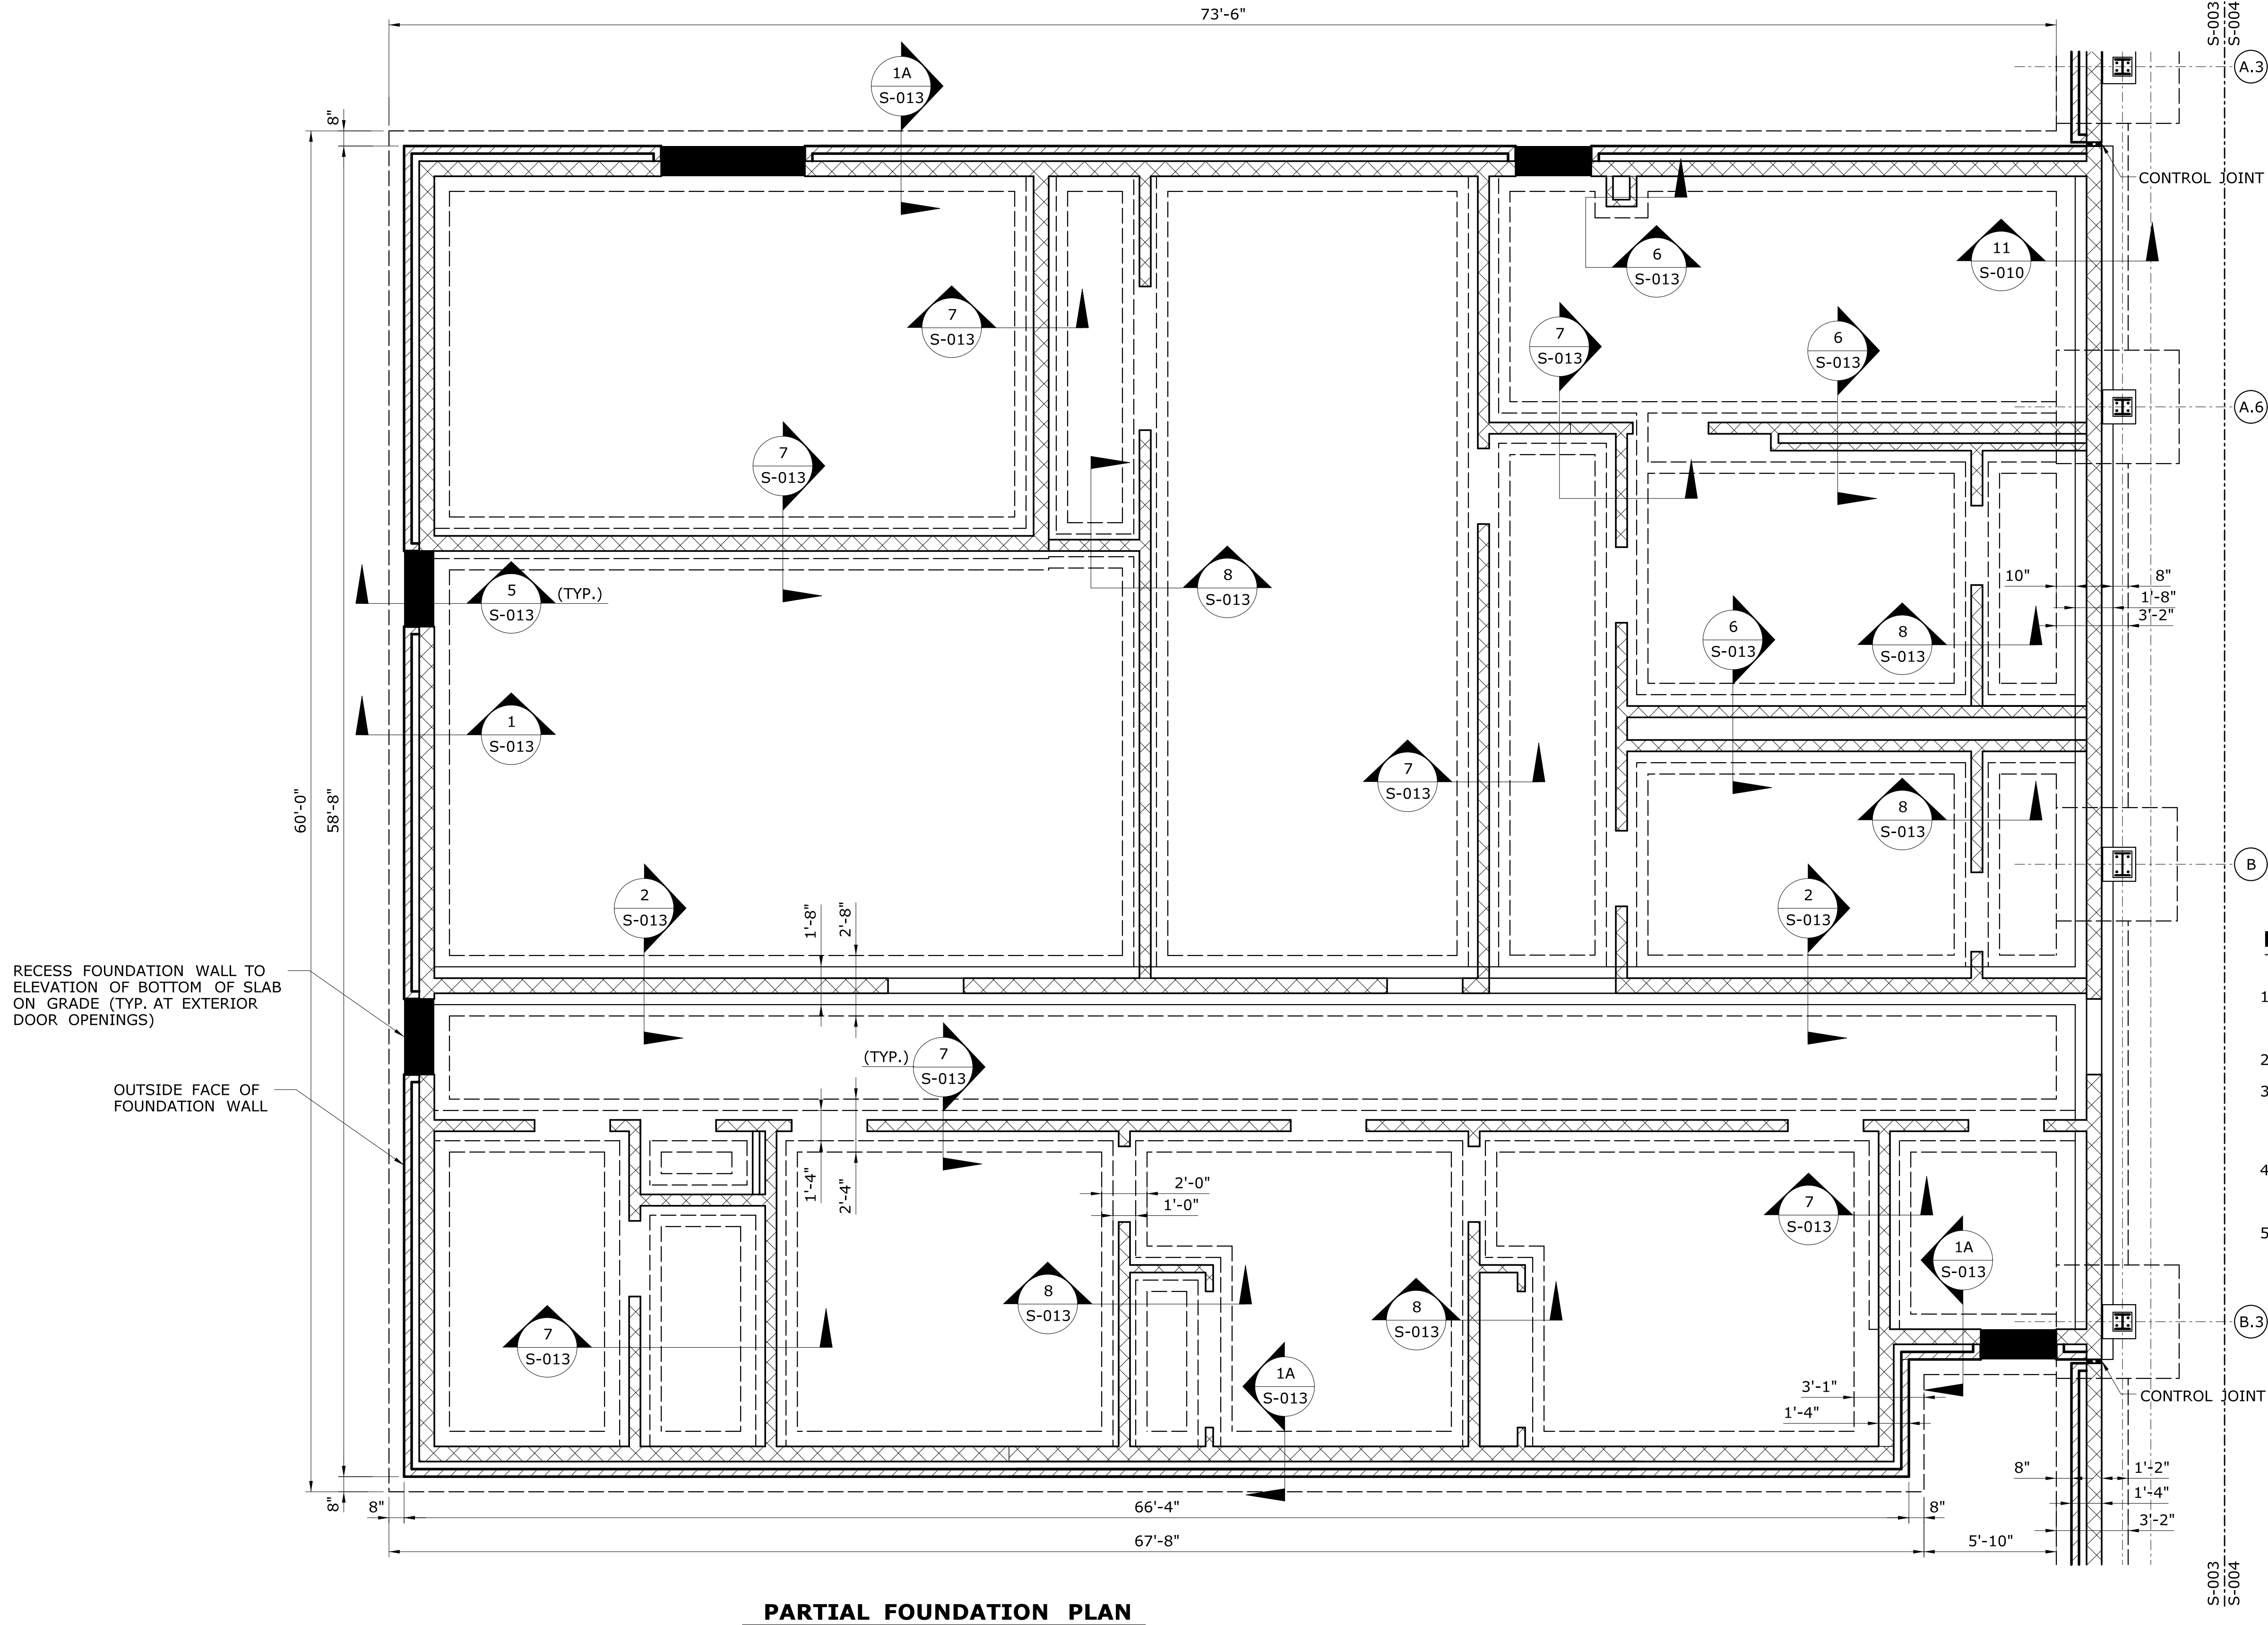 73'-6"
S-003
S-004
1A
S-013
A.3
8"
CONTROL JOINT
6
S-013
11
S-010
7
S-013
7
S-013
6
S-013
A.6
7
S-013
8
S-013
5
S-013
(TYP.)
10"
8"
1'-8"
3'-2"
6
S-013
8
S-013
1
S-013
7
S-013
60'-0"
58'-8"
8
S-013
B
2
S-013
1'-8"
2'-8"
2
S-013
RECESS FOUNDATION WALL TO
ELEVATION OF BOTTOM OF SLAB
ON GRADE (TYP. AT EXTERIOR
DOOR OPENINGS)
1
2
3
4
5
(TYP.)
7
S-013
OUTSIDE FACE OF
FOUNDATION WALL
1'-4"
2'-4"
2'-0"
1'-0"
7
S-013
1A
S-013
8
S-013
8
S-013
7
S-013
B.3
1A
S-013
3'-1"
1'-4"
CONTROL JOINT
8"
1'-2"
1'-4"
3'-2"
8"
8"
66'-4"
8"
67'-8"
5'-10"
S-003
S-004
PARTIAL FOUNDATION PLAN